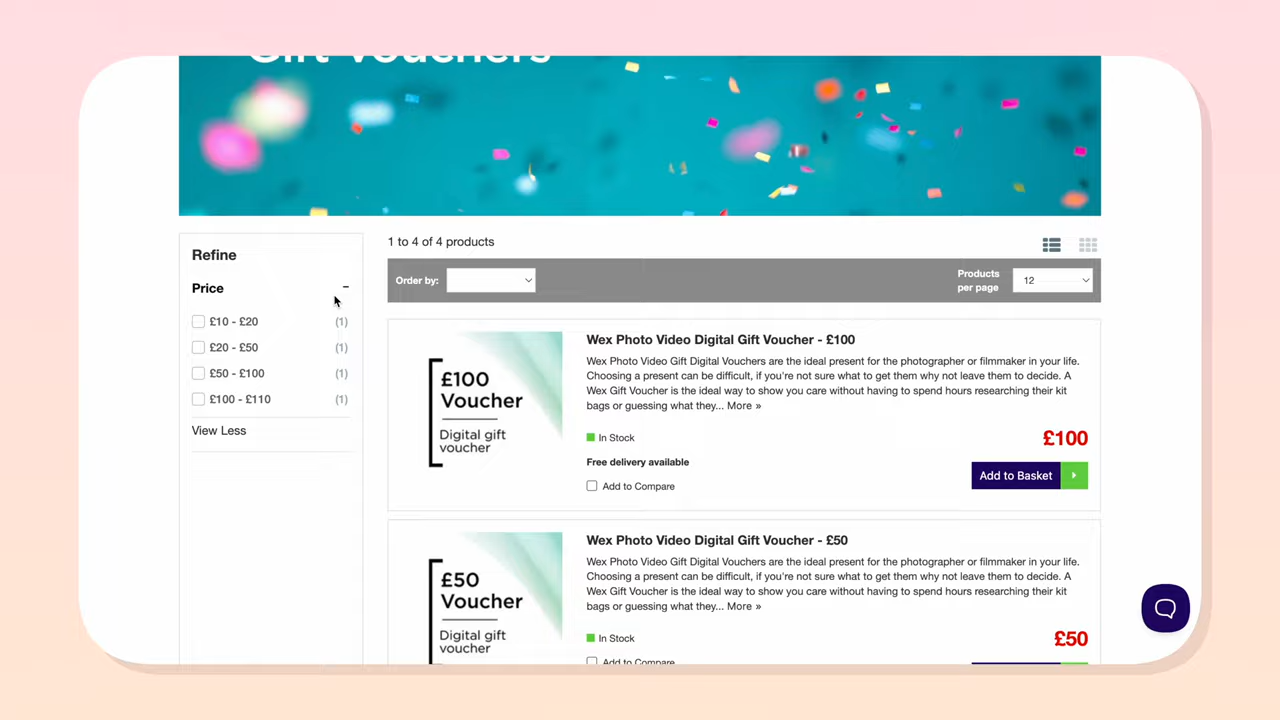 Gift Vouchers
Refine
Price
£10 - £20 (1)
£20 - £50 (1)
£50 - £100 (1)
£100 - £110 (1)
View Less
1 to 4 of 4 products
Order by:
Products
per page
12
£100
Voucher
Digital gift
voucher
Wex Photo Video Digital Gift Voucher - £100
Wex Photo Video Gift Digital Vouchers are the ideal present for the photographer or filmmaker in your life.
Choosing a present can be difficult, if you're not sure what to get them why not leave them to decide. A
Wex Gift Voucher is the ideal way to show you care without having to spend hours researching their kit
bags or guessing what they... More »
In Stock
£100
Free delivery available
Add to Basket
Add to Compare
£50
Voucher
Digital gift
voucher
Wex Photo Video Digital Gift Voucher - £50
Wex Photo Video Gift Digital Vouchers are the ideal present for the photographer or filmmaker in your life.
Choosing a present can be difficult, if you're not sure what to get them why not leave them to decide. A
Wex Gift Voucher is the ideal way to show you care without having to spend hours researching their kit
bags or guessing what they... More »
In Stock
£50
Add to Compare